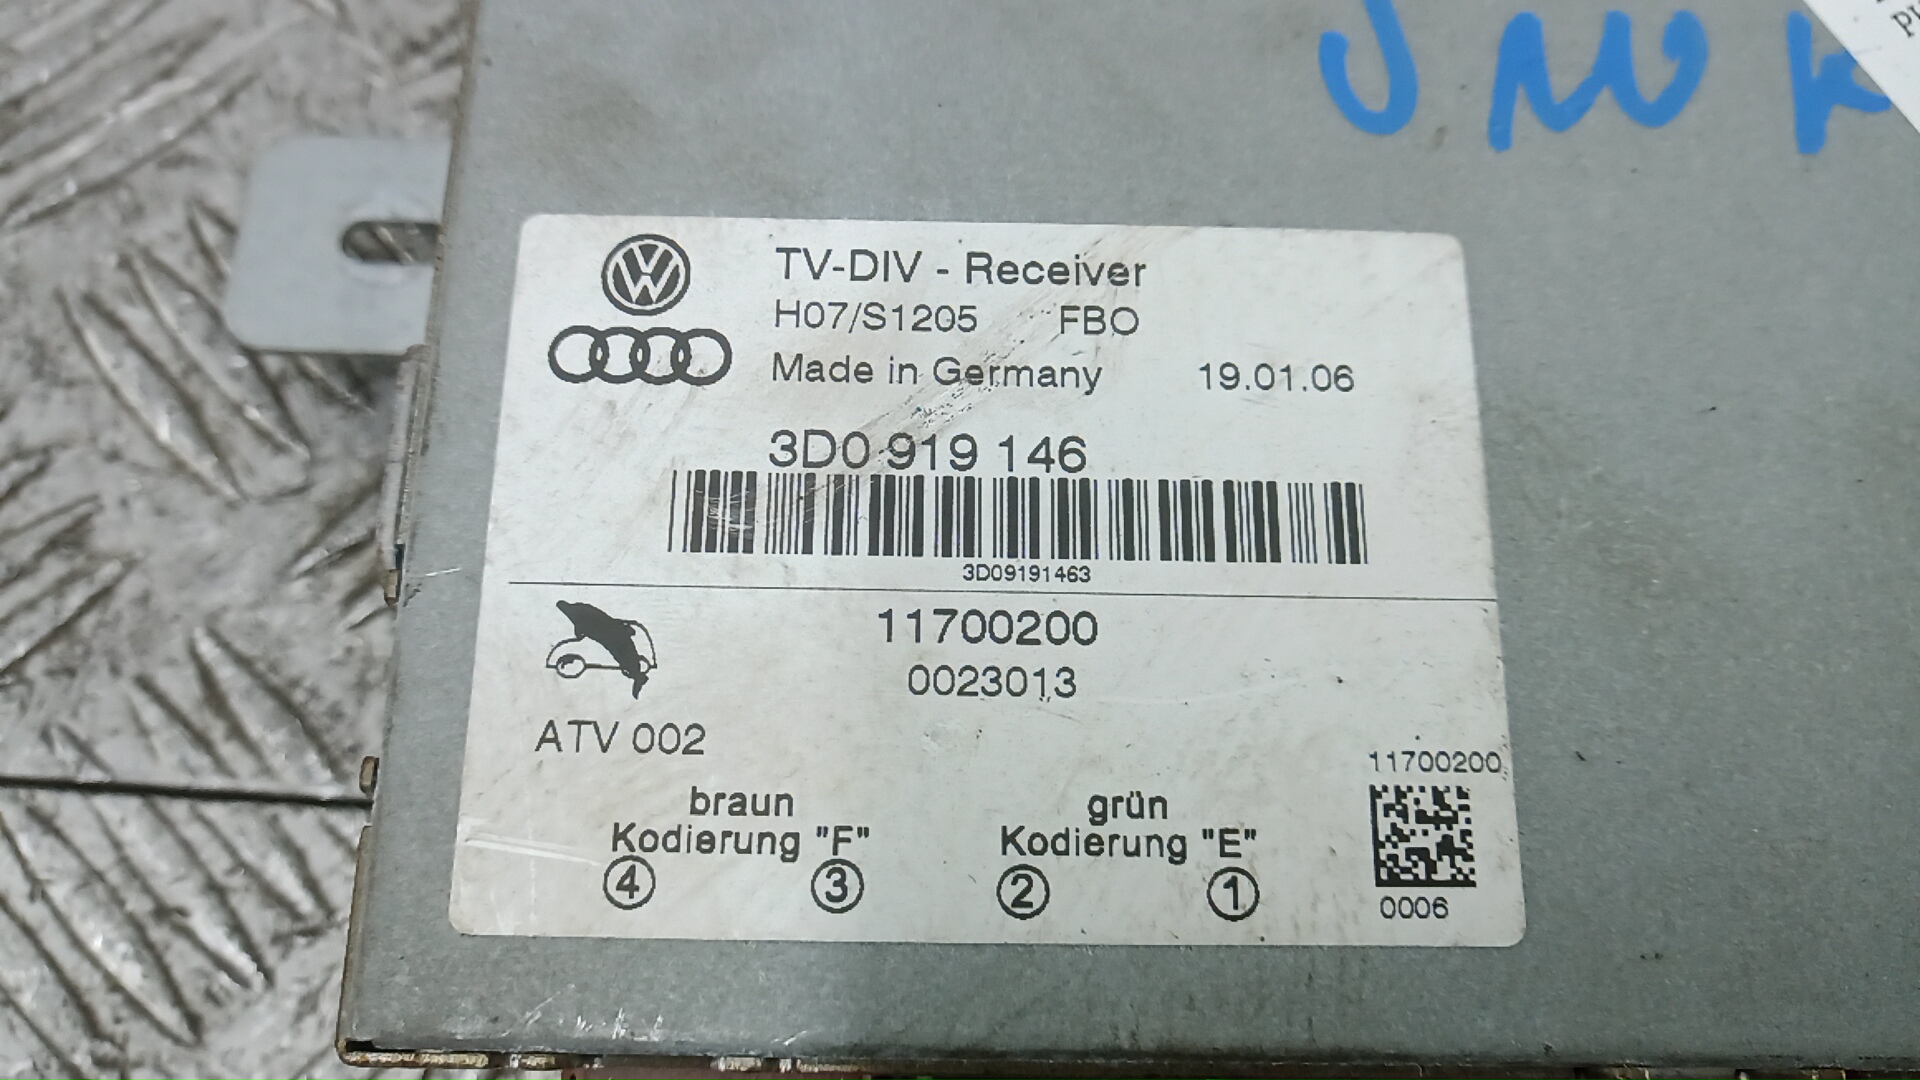 TV-DIV - Receiver
H07/S1205 FBO
Made in Germany 19.01.06
3D0 919 146
3D09191463
11700200
0023013
ATV 002
11700200
braun grün
Kodierung "F" Kodierung "E"
4 3 2 1
0006